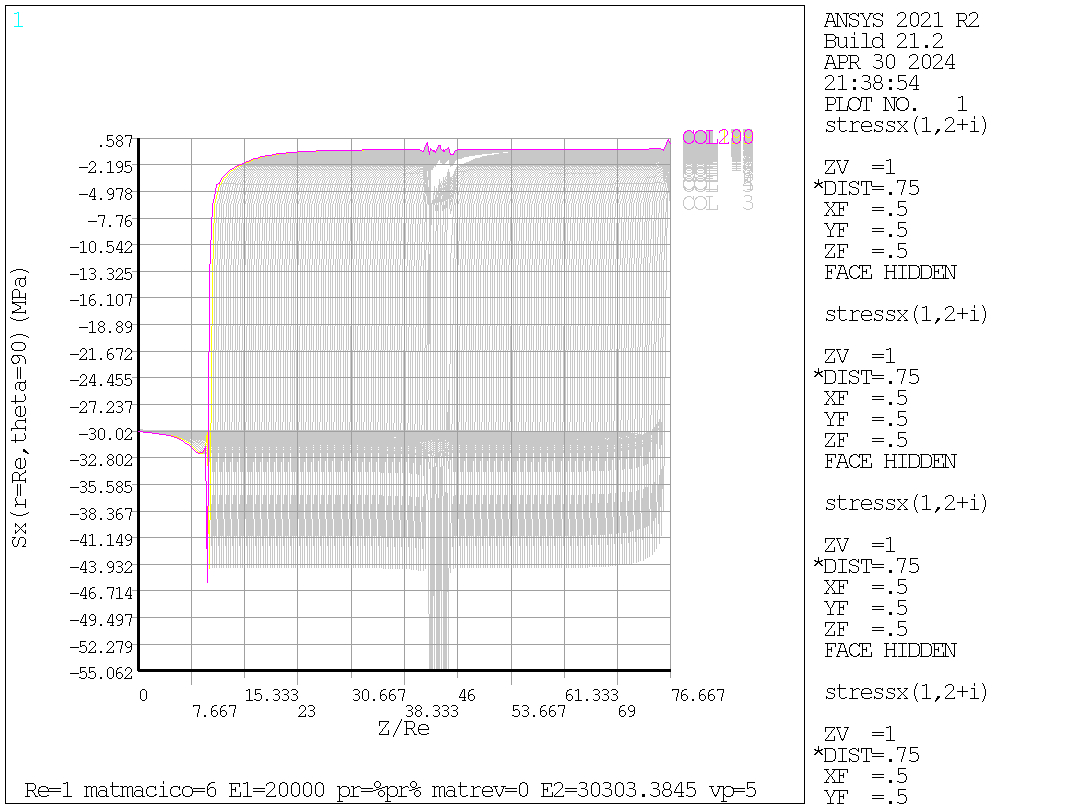 1
ANSYS 2021 R2
Build 21.2
APR 30 2024
21:38:54
PLOT NO.   1
stressx(1,2+i)
ZV  =1
*DIST=.75
XF  =.5
YF  =.5
ZF  =.5
FACE HIDDEN
stressx(1,2+i)
ZV  =1
*DIST=.75
XF  =.5
YF  =.5
ZF  =.5
FACE HIDDEN
stressx(1,2+i)
ZV  =1
*DIST=.75
XF  =.5
YF  =.5
ZF  =.5
FACE HIDDEN
stressx(1,2+i)
ZV  =1
*DIST=.75
XF  =.5
YF  =.5
COL
COL   3
Sx(r=Re,theta=90)(MPa)
.587
-2.195
-4.978
-7.76
-10.542
-13.325
-16.107
-18.89
-21.672
-24.455
-27.237
-30.02
-32.802
-35.585
-38.367
-41.149
-43.932
-46.714
-49.497
-52.279
-55.062
0
7.667
15.333
23
30.667
38.333
46
53.667
61.333
69
76.667
Z/Re
Re=1 matmacico=6 E1=20000 pr=%pr% matrev=0 E2=30303.3845 vp=5